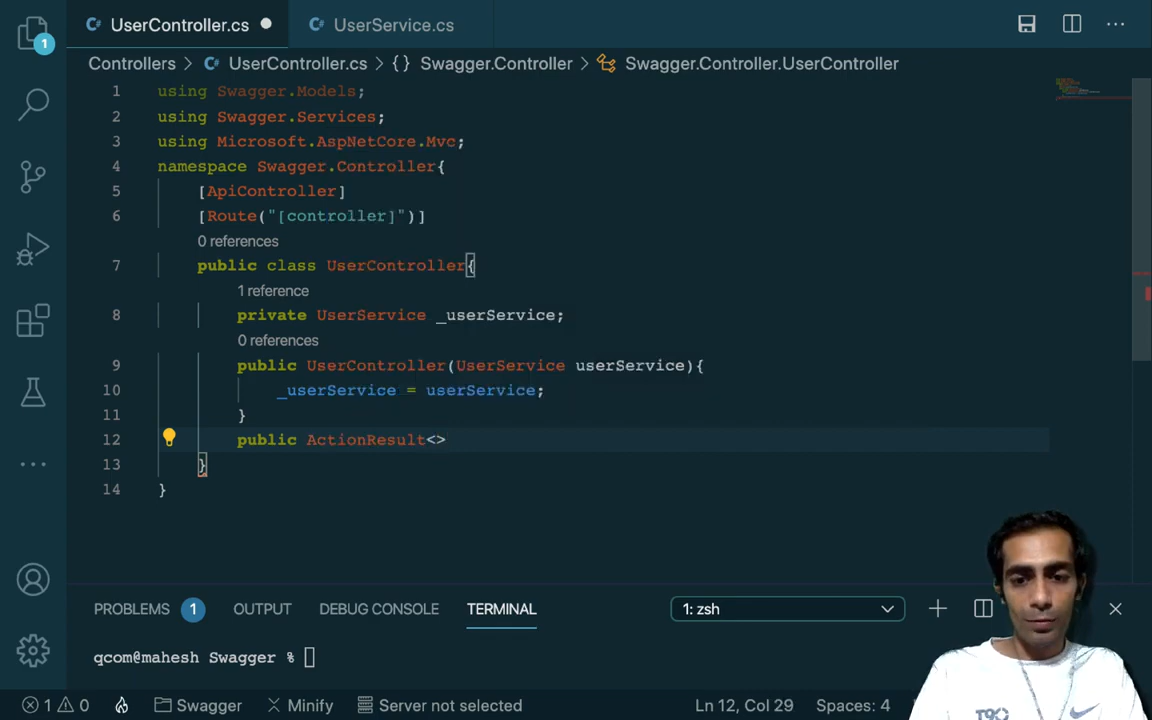 UserController.cs
UserService.cs
1
Controllers > UserController.cs > {} Swagger.Controller > Swagger.Controller.UserController
1 using Swagger.Models;
2 using Swagger.Services;
3 using Microsoft.AspNetCore.Mvc;
4 namespace Swagger.Controller{
5 [ApiController]
6 [Route("[controller]")]
0 references
7 public class UserController{
1 reference
8 private UserService _userService;
0 references
9 public UserController(UserService userService){
10 _userService = userService;
11 }
12 public ActionResult<>
13 }
14 }
PROBLEMS 1 OUTPUT DEBUG CONSOLE TERMINAL 1: zsh
qcom@mahesh Swagger %
1 0 Swagger Minify Server not selected Ln 12, Col 29 Spaces: 4